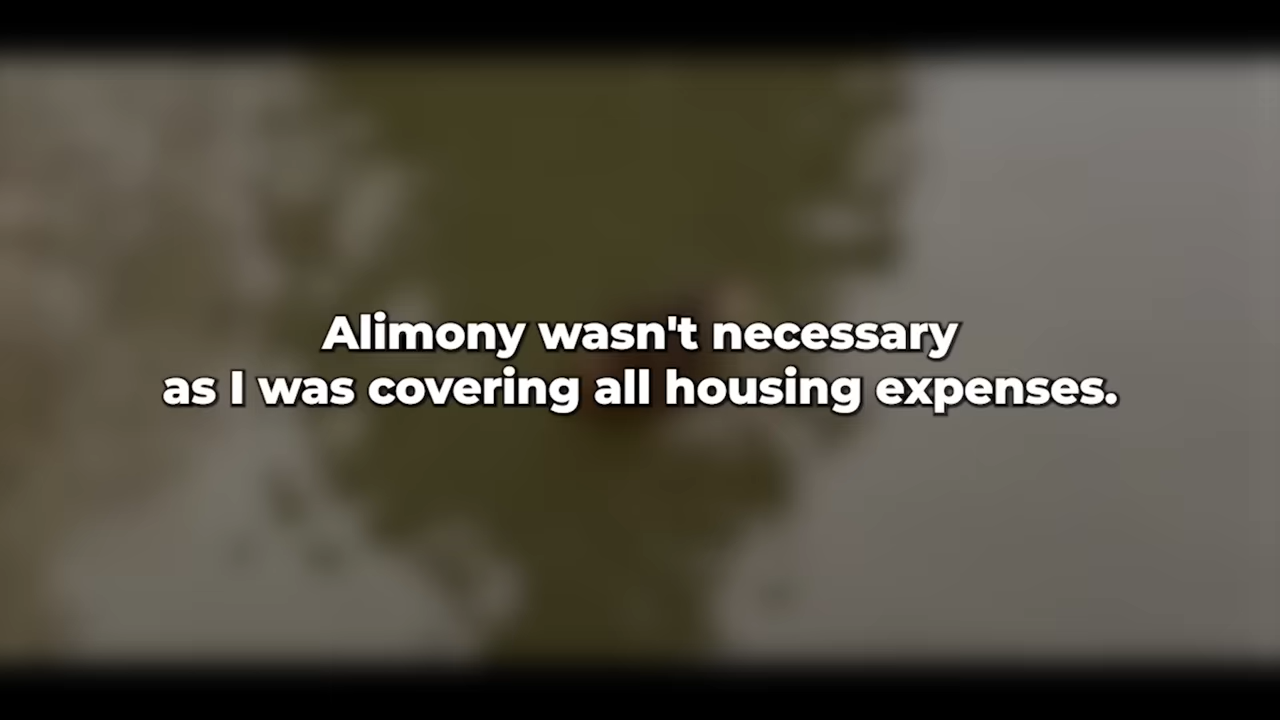 Alimony wasn't necessary
as I was covering all housing expenses.